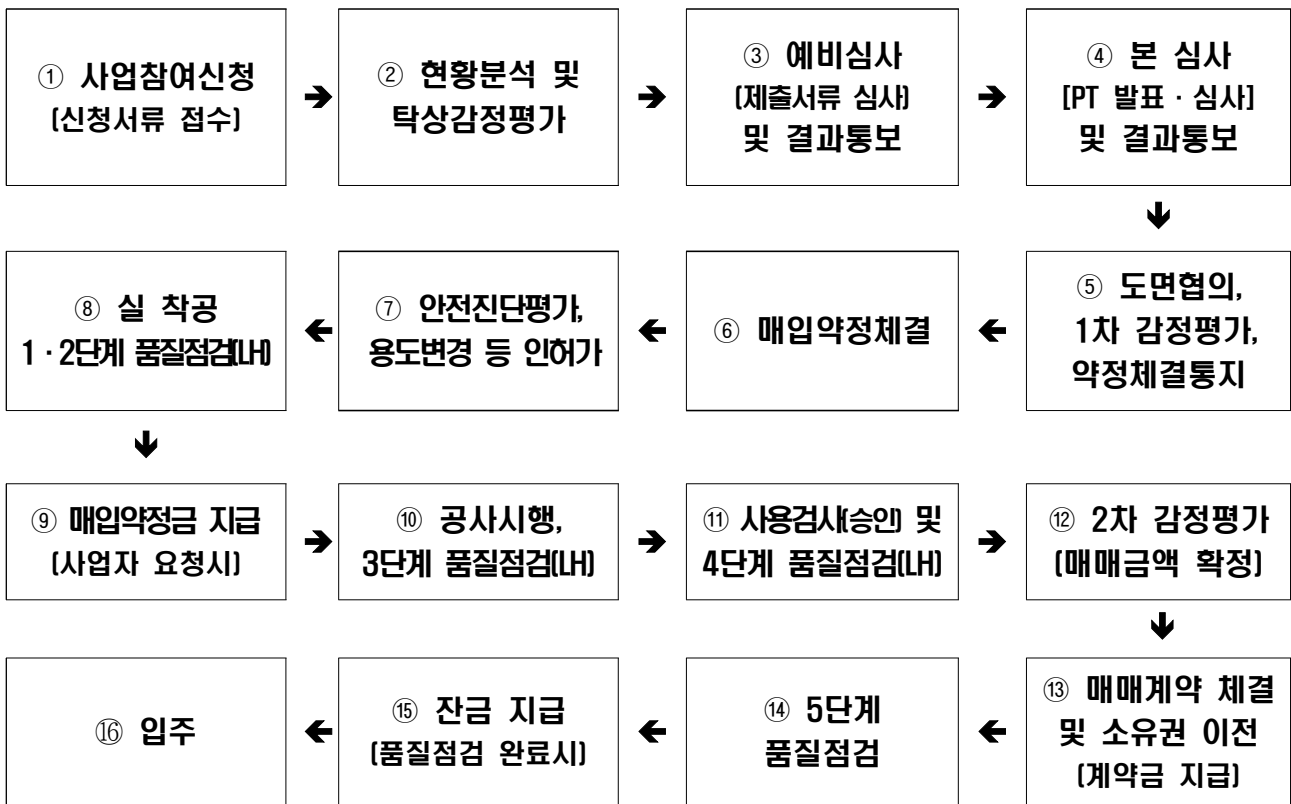 ① 사업참여신청
(신청서류 접수)
② 현황분석 및
탁상감정평가
③ 예비심사
(제출서류 심사)
및 결과통보
④ 본 심사
[PT 발표·심사]
및 결과통보
⑤ 도면협의,
1차 감정평가,
약정체결통지
⑥ 매입약정체결
⑦ 안전진단평가,
용도변경 등 인허가
⑧ 실 착공
1·2단계 품질점검(LH)
⑨ 매입약정금 지급
(사업자 요청시)
⑩ 공사시행,
3단계 품질점검(LH)
⑪ 사용검사(승인) 및
4단계 품질점검(LH)
⑫ 2차 감정평가
(매매금액 확정)
⑬ 매매계약 체결
및 소유권 이전
(계약금 지급)
⑭ 5단계
품질점검
⑮ 잔금 지급
(품질점검 완료시)
⑯ 입주